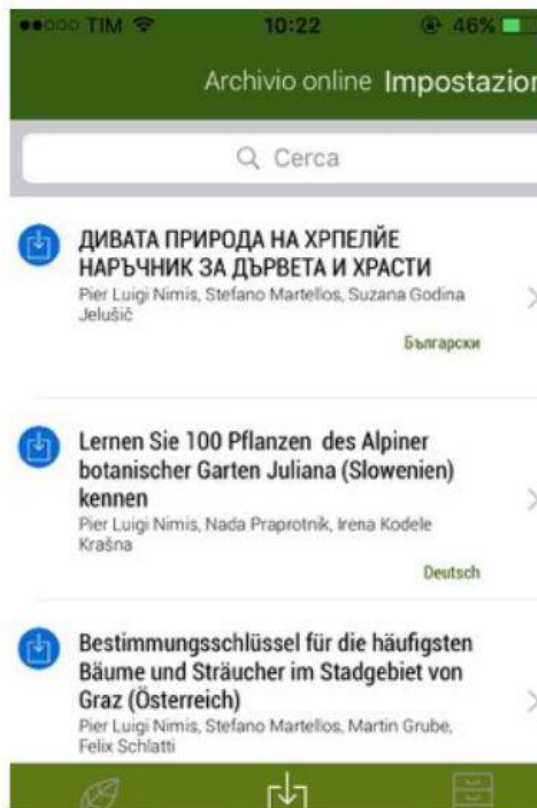 TIM 10:22 46%
Archivio online Impostazion
Cerca
ДИВАТА ПРИРОДА НА ХРПЕЛЙЕ
НАРЪЧНИК ЗА ДЪРВЕТА И ХРАСТИ
Pier Luigi Nimis, Stefano Martellos, Suzana Godina
Jelušič
Български
Lernen Sie 100 Pflanzen des Alpiner
botanischer Garten Juliana (Slowenien)
kennen
Pier Luigi Nimis, Nada Praprotnik, Irena Kodele
Krašna
Deutsch
Bestimmungsschlüssel für die häufigsten
Bäume und Sträucher im Stadgebiet von
Graz (Österreich)
Pier Luigi Nimis, Stefano Martellos, Martin Grube,
Felix Schlatti